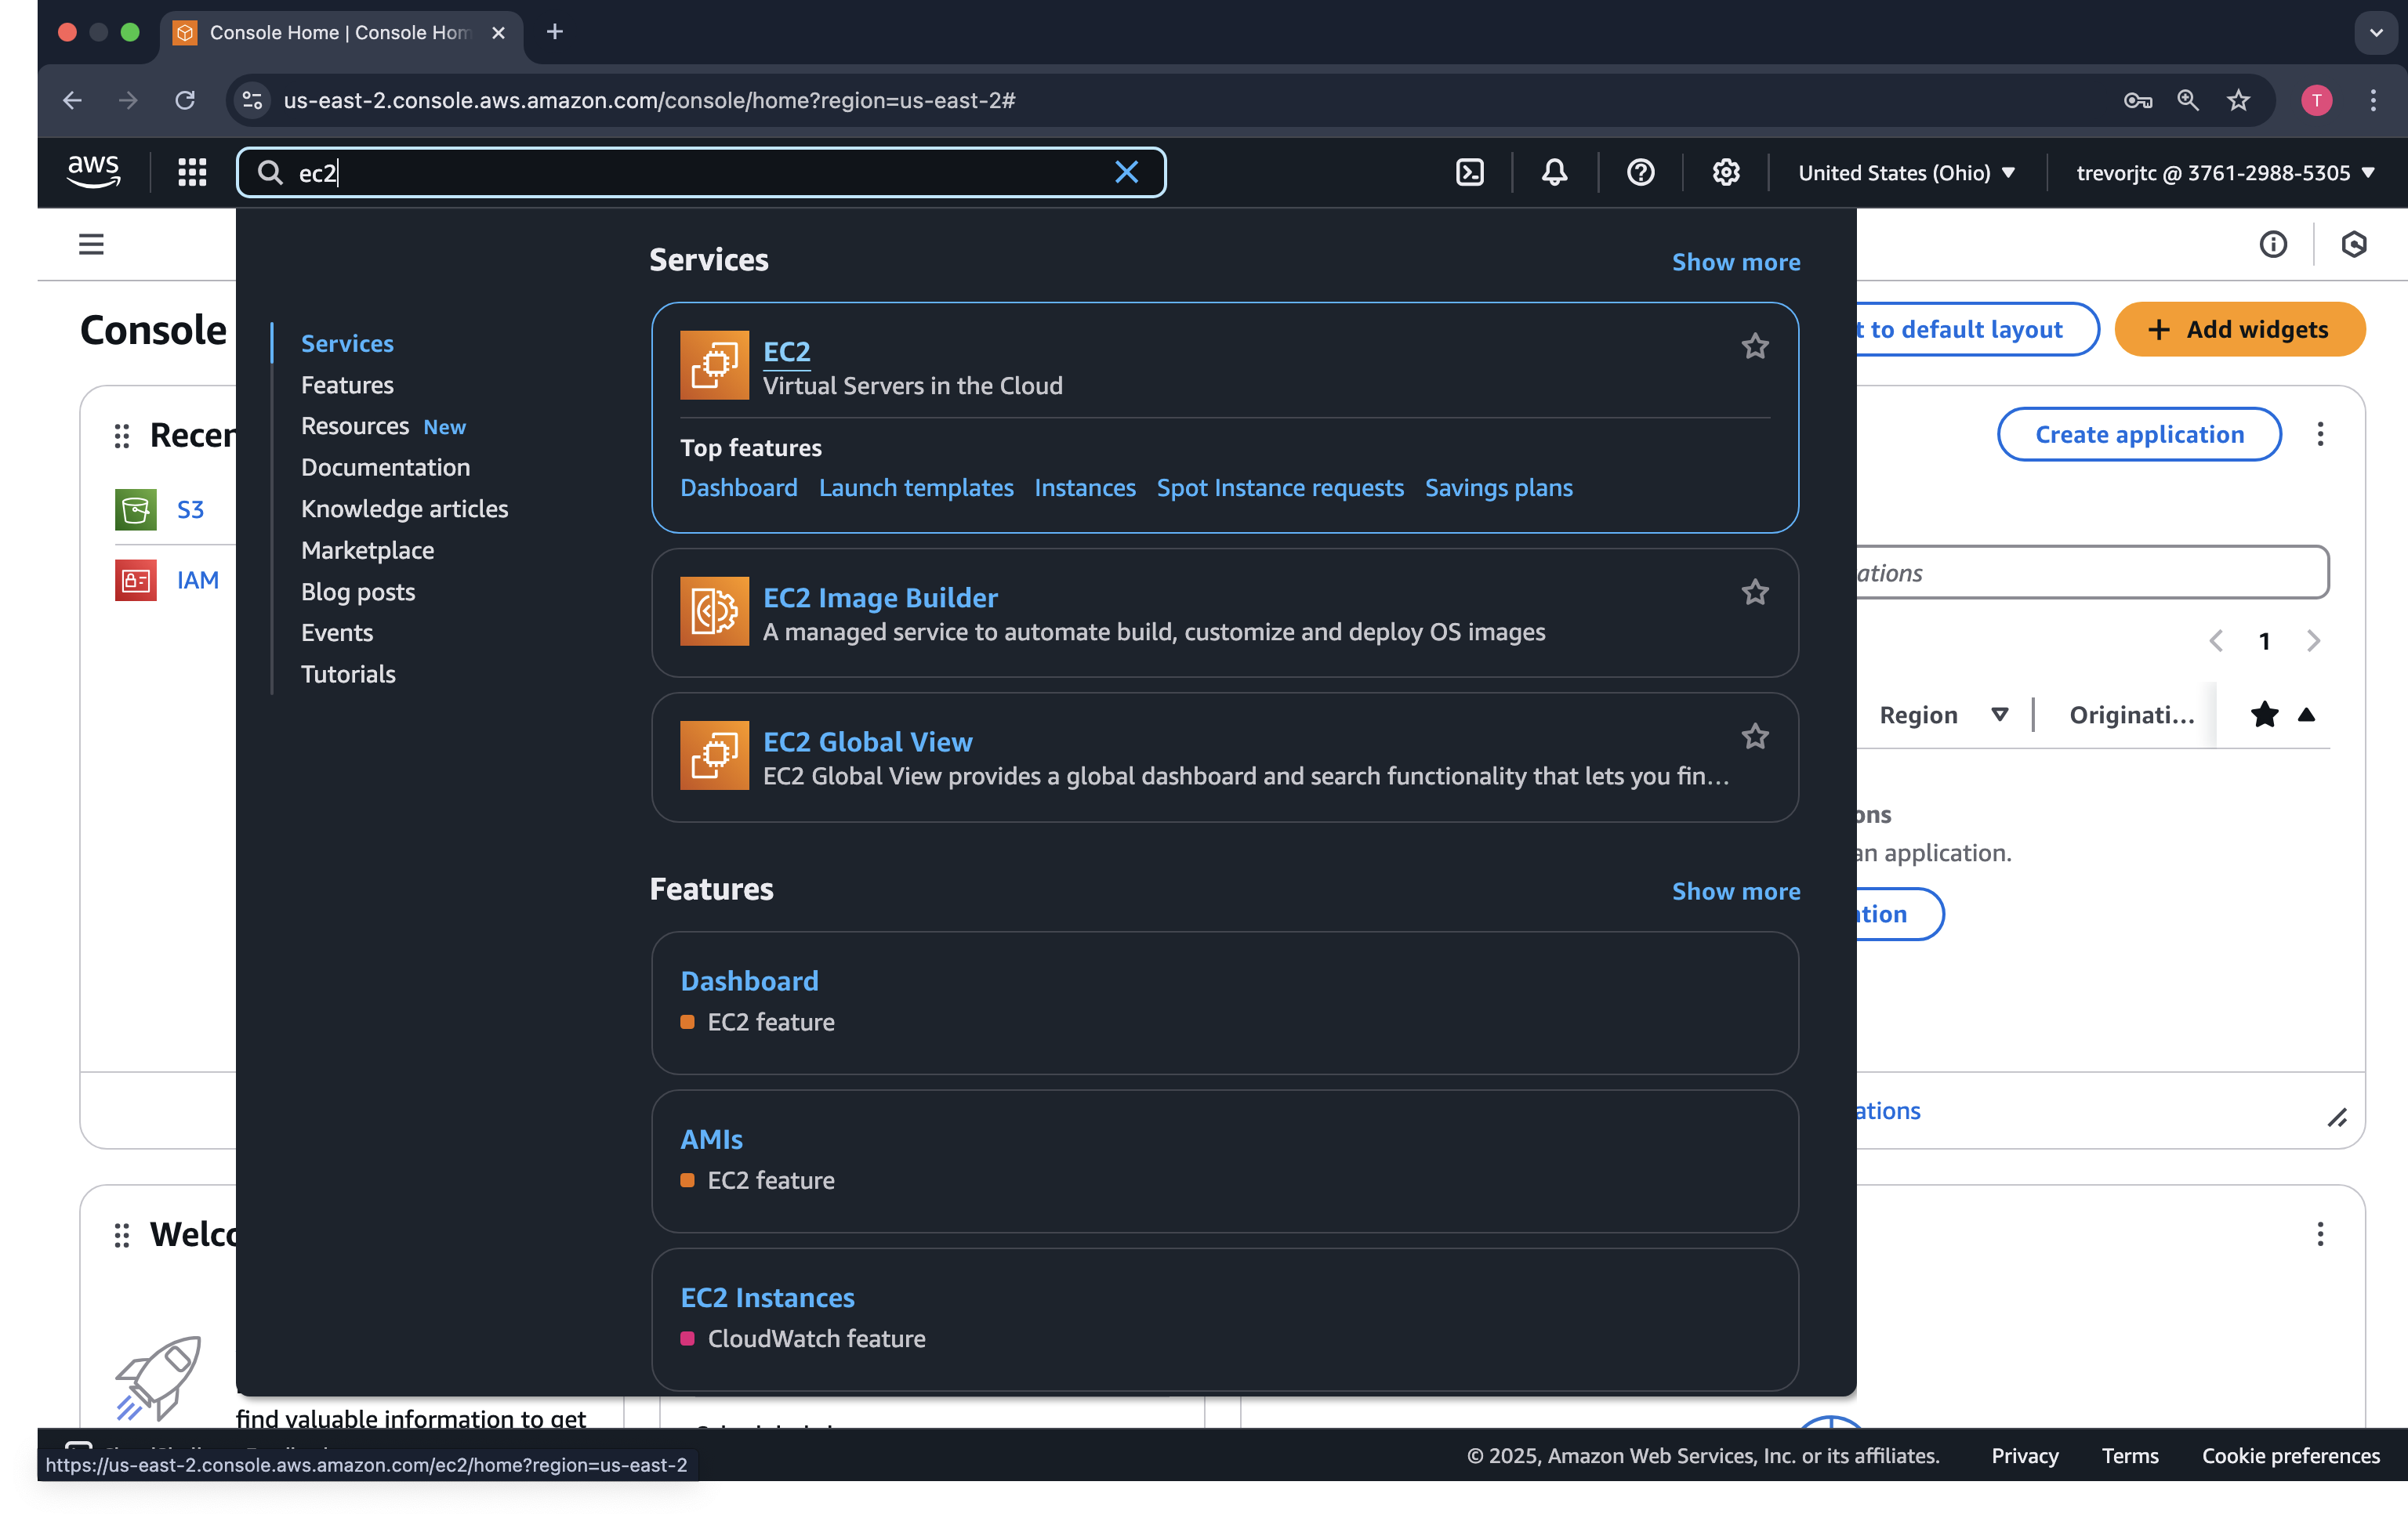 Console Home | Console Hom
us-east-2.console.aws.amazon.com/console/home?region=us-east-2#
T
aws
ec2
United States (Ohio)
trevorjtc @ 3761-2988-5305
Console
t to default layout
Add widgets
Recen
S3
IAM
Services
Features
Resources New
Documentation
Knowledge articles
Marketplace
Blog posts
Events
Tutorials
Services
Show more
EC2
Virtual Servers in the Cloud
Top features
Dashboard Launch templates Instances Spot Instance requests Savings plans
EC2 Image Builder
A managed service to automate build, customize and deploy OS images
EC2 Global View
EC2 Global View provides a global dashboard and search functionality that lets you fin...
Features
Show more
Dashboard
EC2 feature
AMIs
EC2 feature
EC2 Instances
CloudWatch feature
Create application
ations
1
Region
Originati...
ons
an application.
ation
ations
Welco
find valuable information to get
https://us-east-2.console.aws.amazon.com/ec2/home?region=us-east-2
© 2025, Amazon Web Services, Inc. or its affiliates.
Privacy
Terms
Cookie preferences